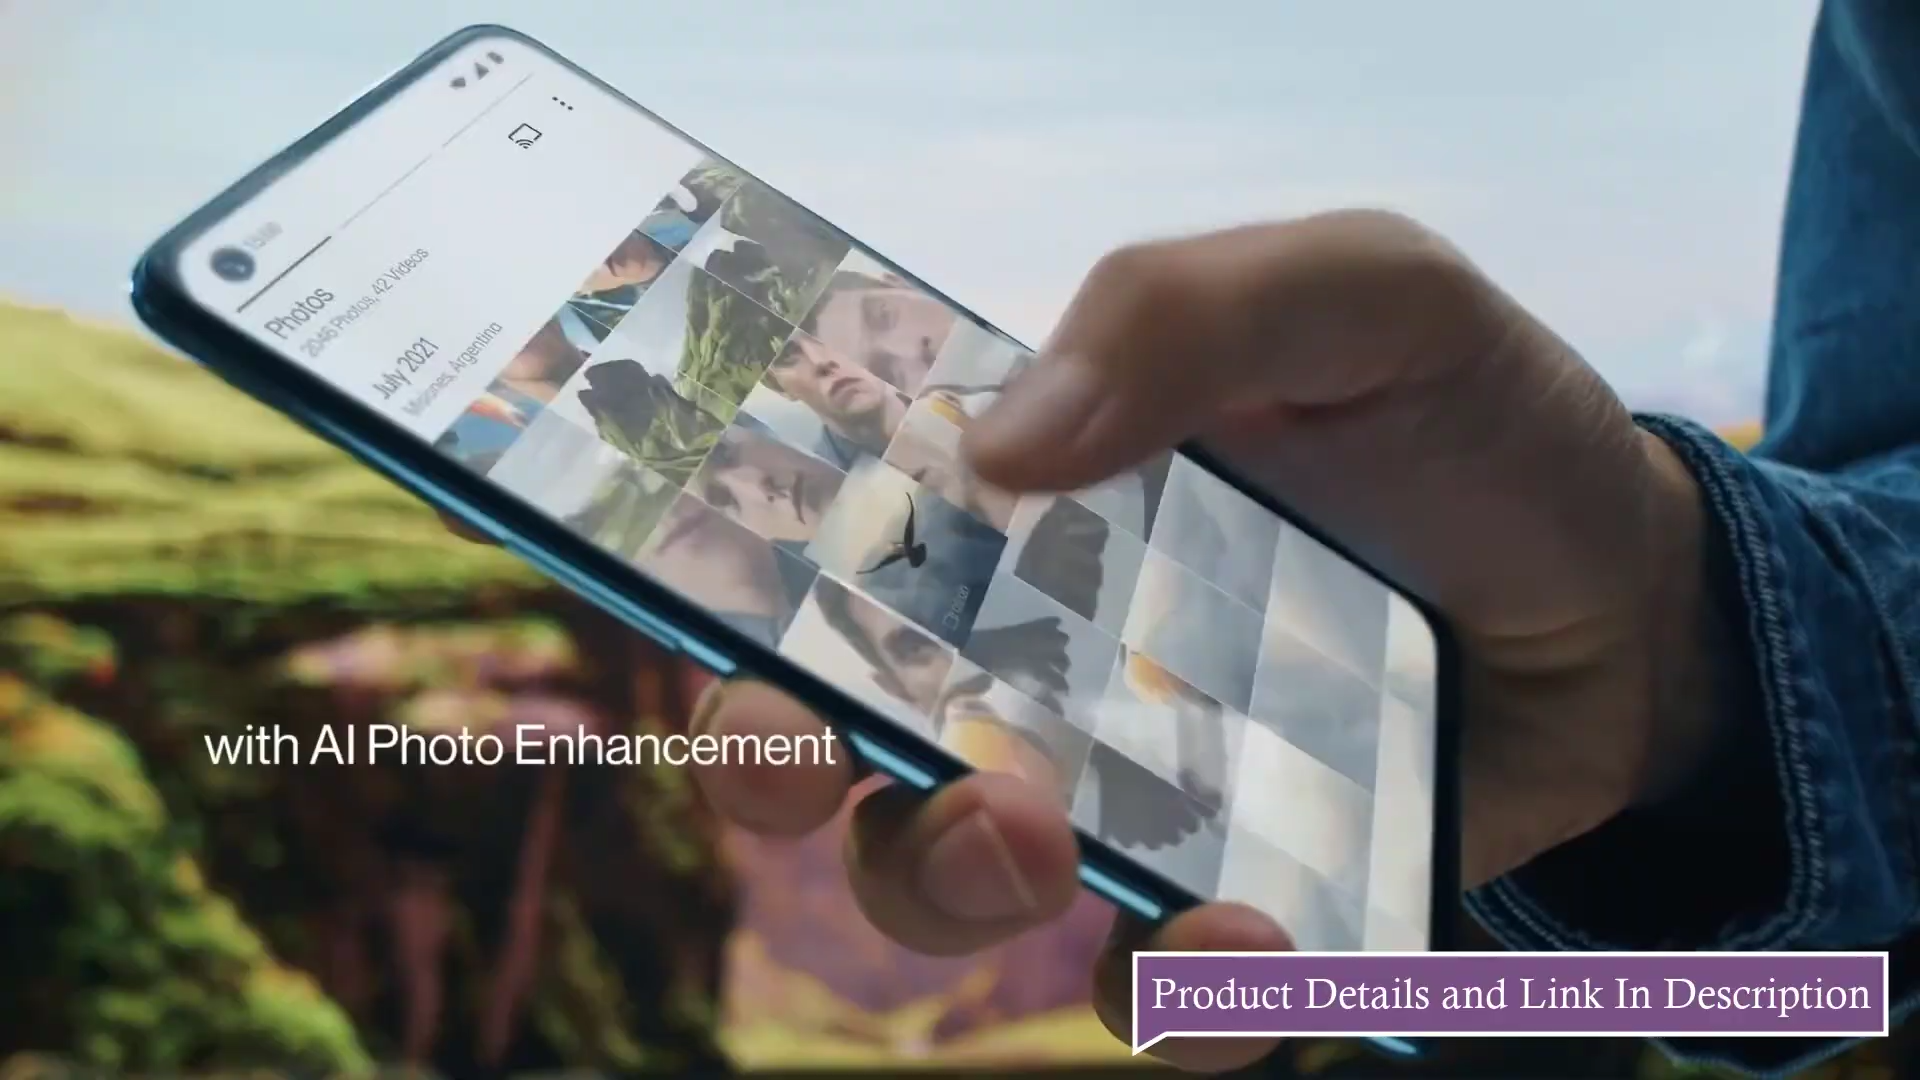 Photos
2046 Photos, 42 Videos
July 2021
Misiones, Argentina
with AI Photo Enhancement
Product Details and Link In Description